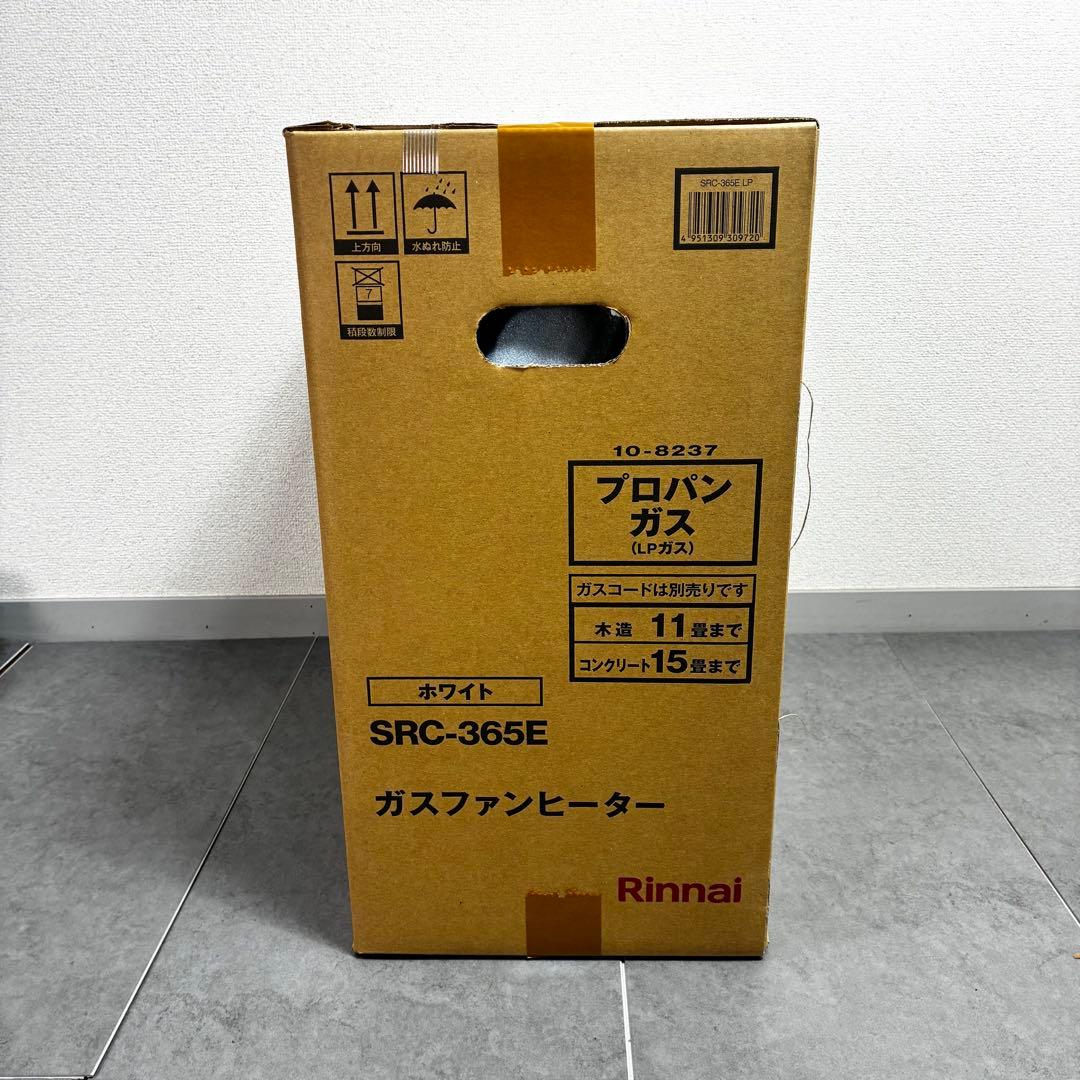 上方向
水ぬれ防止
7
積段数制限
SRC-365E LP
4 951309 309720
10-8237
プロパン
ガス
(LPガス)
ガスコードは別売りです
木造 11畳まで
コンクリート15畳まで
ホワイト
SRC-365E
ガスファンヒーター
Rinnai